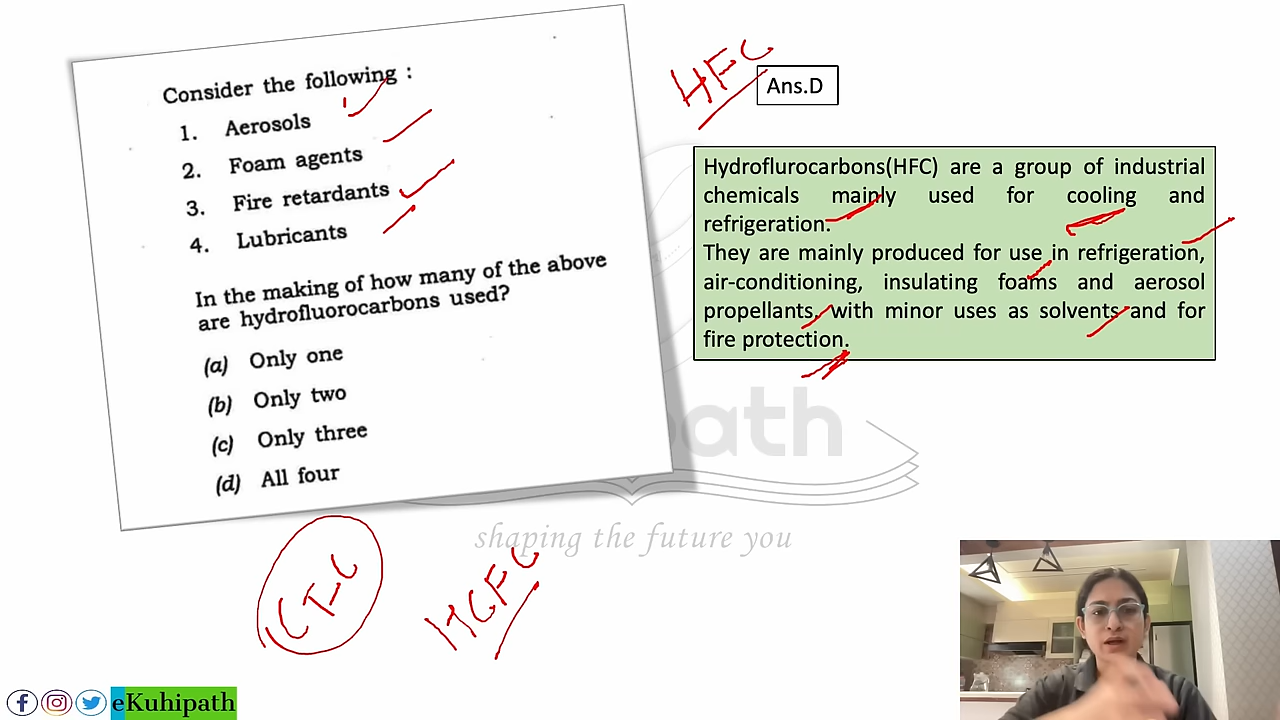 Consider the following :
1. Aerosols
2. Foam agents
3. Fire retardants
4. Lubricants
In the making of how many of the above
are hydrofluorocarbons used?
(a) Only one
(b) Only two
(c) Only three
(d) All four
HFC
Ans.D
Hydroflurocarbons(HFC) are a group of industrial
chemicals mainly used for cooling and
refrigeration.
They are mainly produced for use in refrigeration,
air-conditioning, insulating foams and aerosol
propellants, with minor uses as solvents and for
fire protection.
path
shaping the future you
CFC
HCFC
eKuhipath